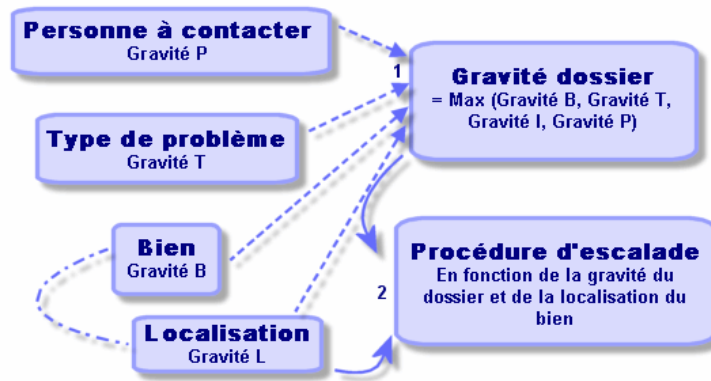 Personne à contacter
Gravité P
1
Gravité dossier
= Max (Gravité B, Gravité T,
Gravité I, Gravité P)
Type de problème
Gravité T
Bien
Gravité B
Procédure d'escalade
En fonction de la gravité du
dossier et de la localisation du
bien
2
Localisation
Gravité L